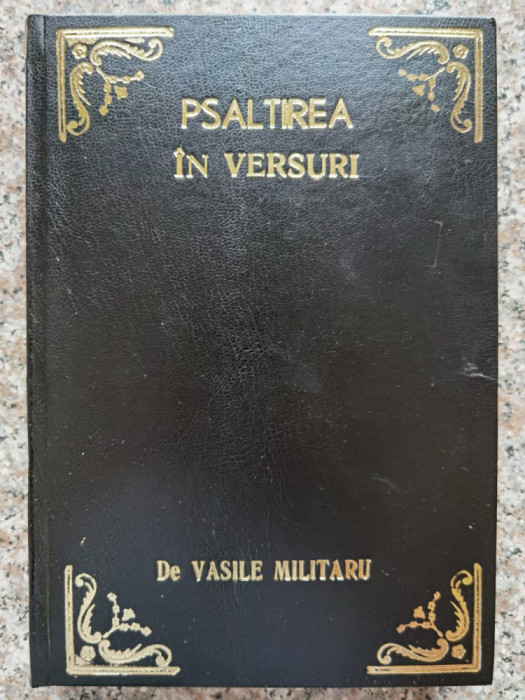 PSALTIREA
ÎN VERSURI
De VASILE MILITARU